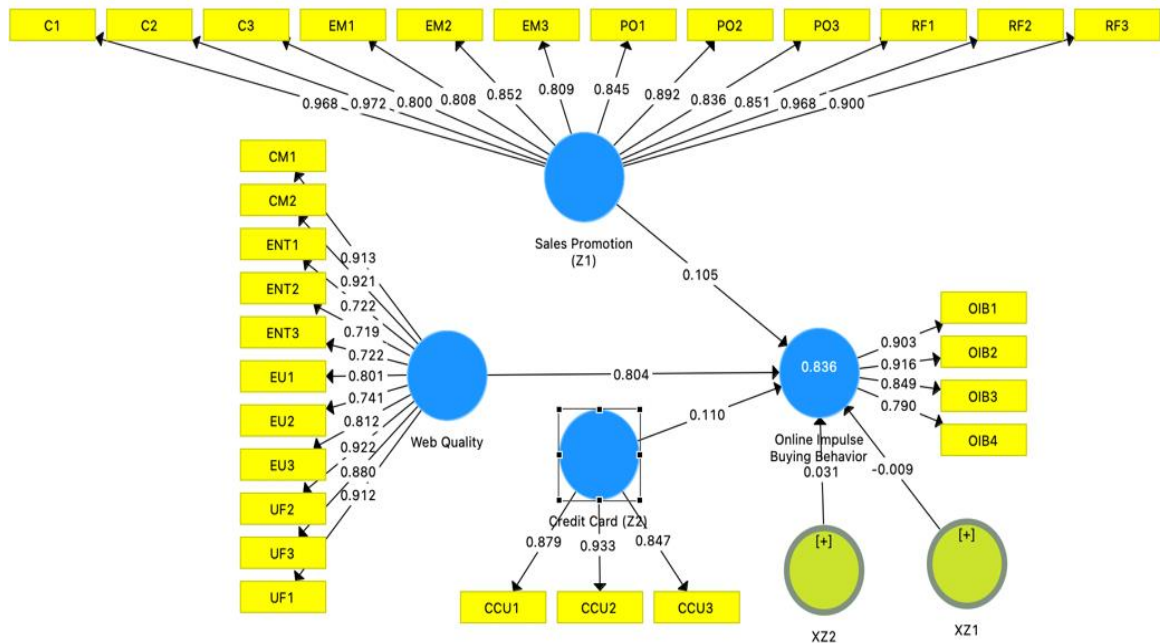 C1
C2
C3
EM1
EM2
EM3
PO1
PO2
PO3
RF1
RF2
RF3
0.968
0.972
0.800
0.808
0.852
0.809
0.845
0.892
0.836
0.851
0.968
0.900
Sales Promotion
(Z1)
0.105
CM1
CM2
ENT1
ENT2
ENT3
EU1
EU2
EU3
UF2
UF3
UF1
0.913
0.921
0.722
0.719
0.722
0.801
0.741
0.812
0.922
0.880
0.912
Web Quality
0.804
0.836
Online Impulse
Buying Behavior
0.903
0.916
0.849
0.790
OIB1
OIB2
OIB3
OIB4
0.110
Credit Card (Z2)
0.879
0.933
0.847
CCU1
CCU2
CCU3
0.031
-0.009
[+]
[+]
XZ2
XZ1